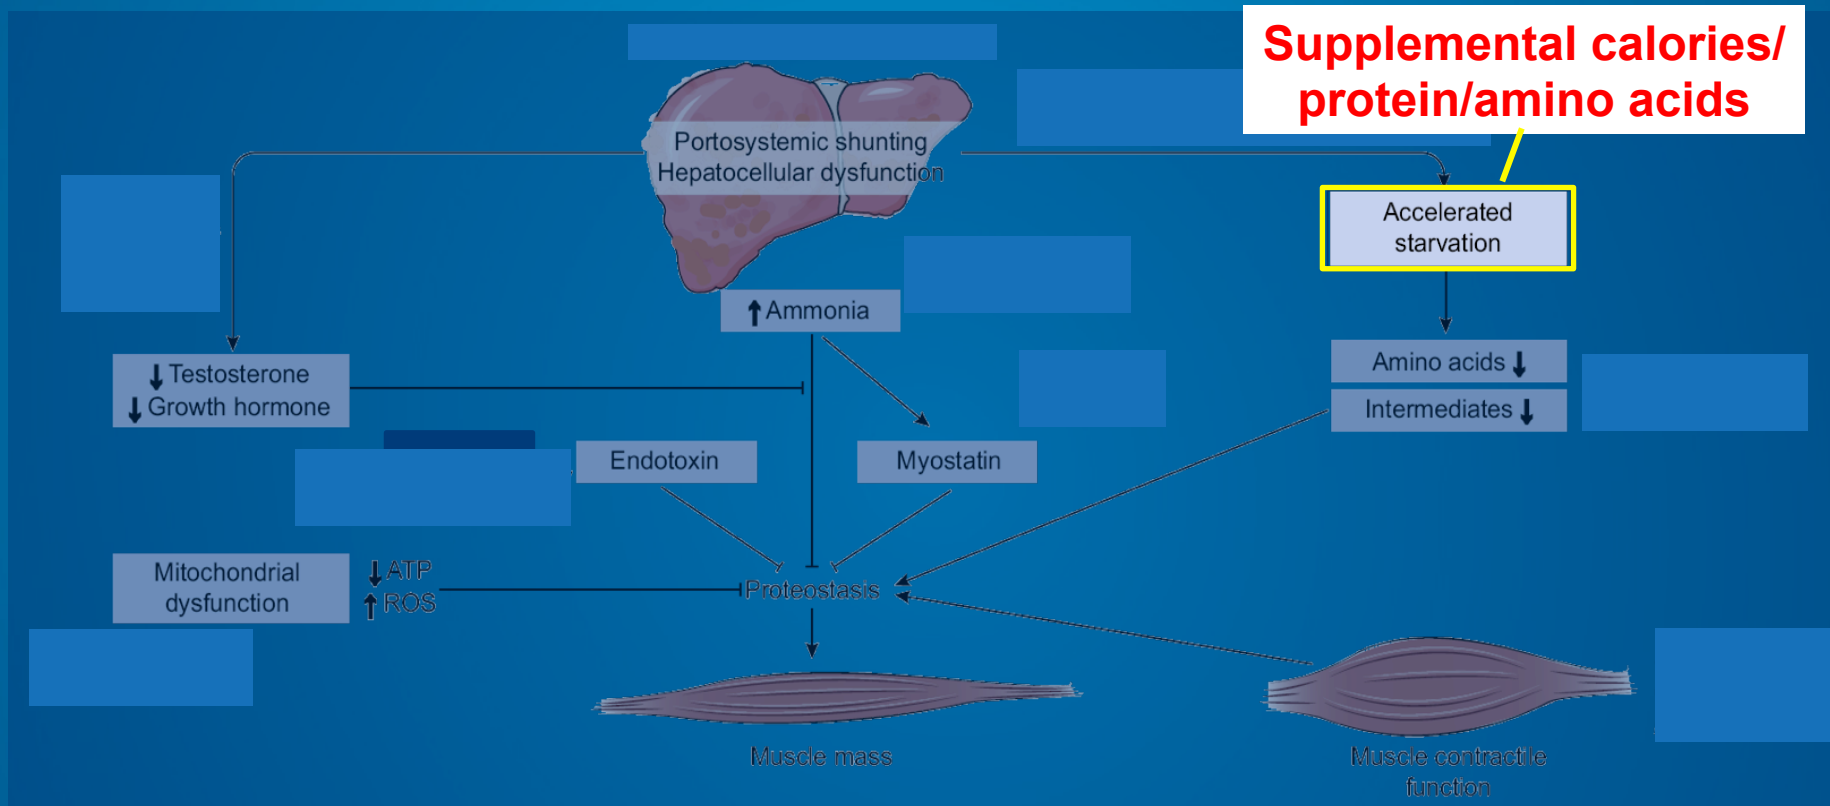 Supplemental calories/
protein/amino acids
Portosystemic shunting
Hepatocellular dysfunction
Accelerated
starvation
↑ Ammonia
↓ Testosterone
↓ Growth hormone
Amino acids ↓
Intermediates ↓
Endotoxin
Myostatin
Mitochondrial
dysfunction
↓ ATP
↑ ROS
Proteostasis
Muscle mass
Muscle contractile
function